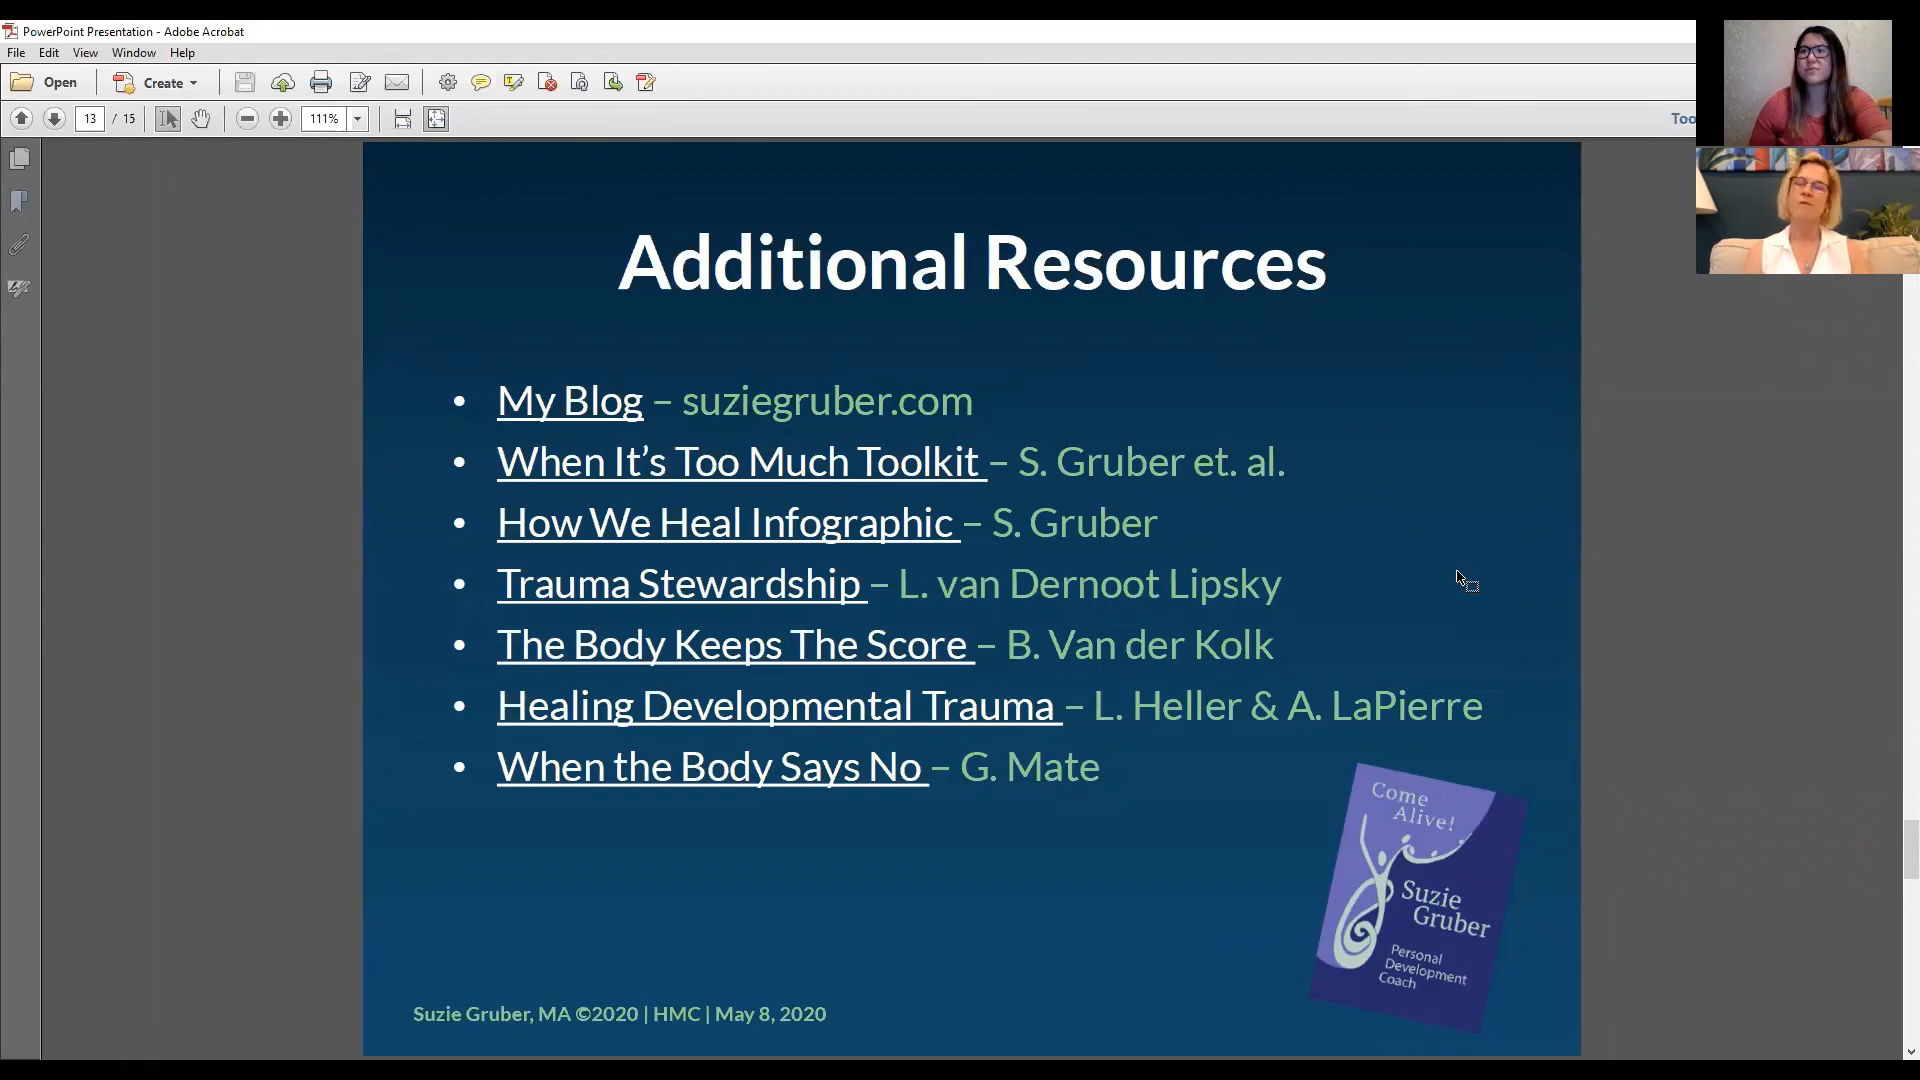 PowerPoint Presentation - Adobe Acrobat
File Edit View Window Help
Open Create
13 / 15 111% Too
Additional Resources
• My Blog – suziegruber.com
• When It’s Too Much Toolkit – S. Gruber et. al.
• How We Heal Infographic – S. Gruber
• Trauma Stewardship – L. van Dernoot Lipsky
• The Body Keeps The Score – B. Van der Kolk
• Healing Developmental Trauma – L. Heller & A. LaPierre
• When the Body Says No – G. Mate
Come
Alive!
Suzie
Gruber
Personal
Development
Coach
Suzie Gruber, MA ©2020 | HMC | May 8, 2020